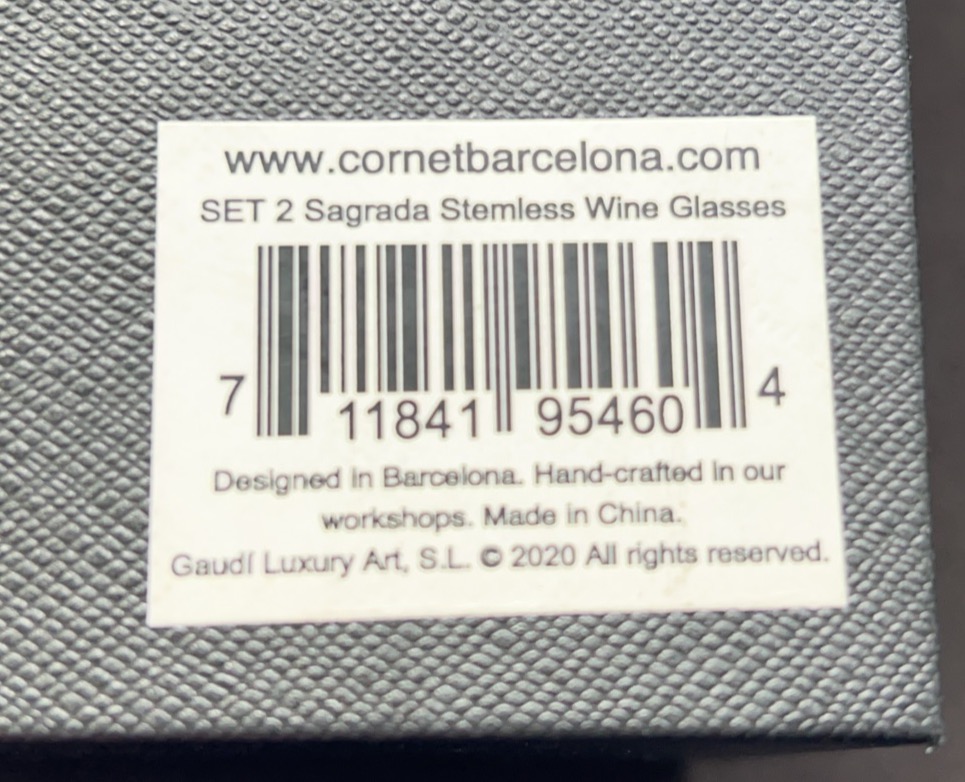 www.cornetbarcelona.com
SET 2 Sagrada Stemless Wine Glasses
7 11841 95460 4
Designed in Barcelona. Hand-crafted in our
workshops. Made in China.
Gaudí Luxury Art, S.L. © 2020 All rights reserved.